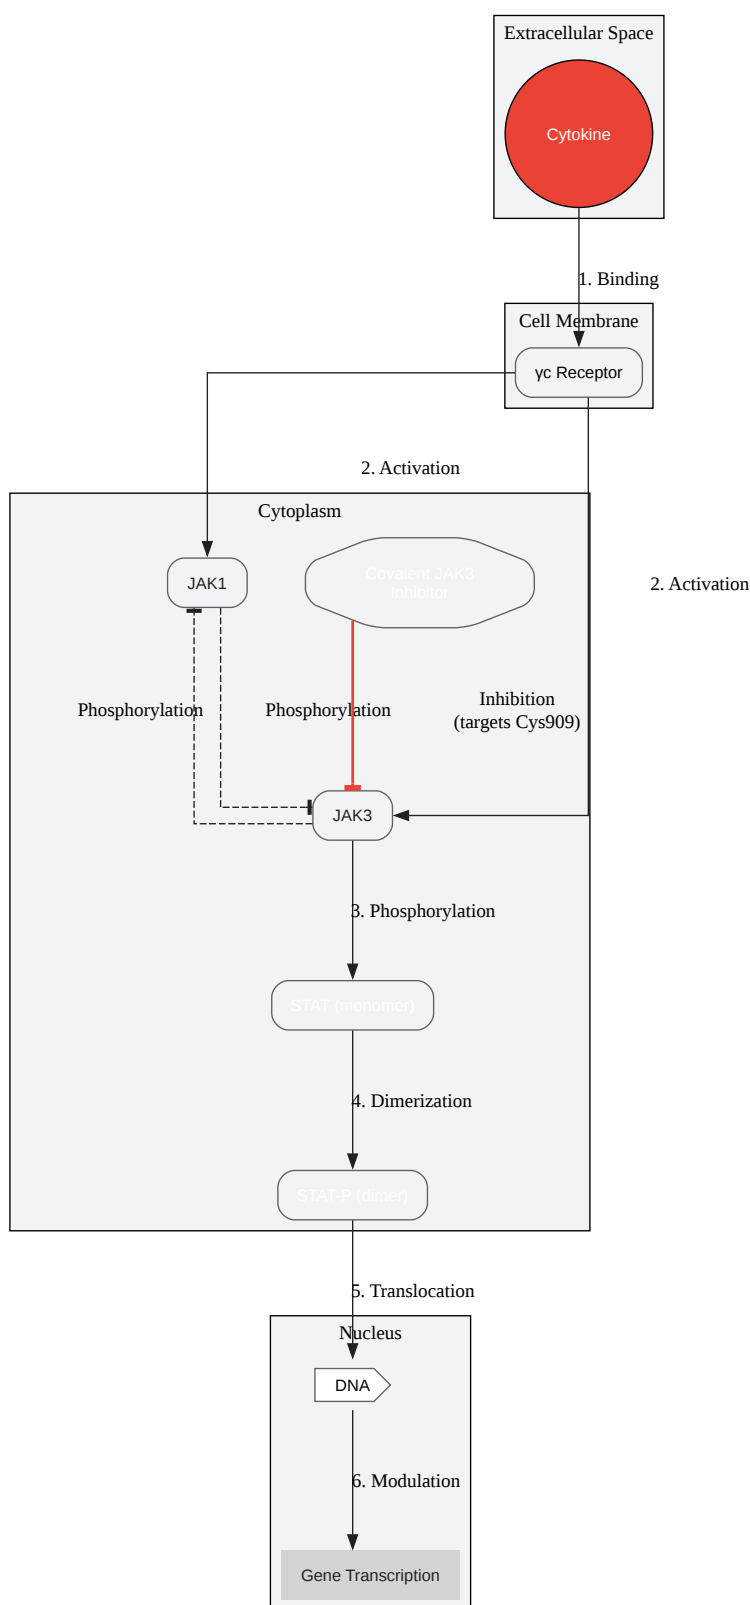 Extracellular Space
Cytokine
1. Binding
Cell Membrane
γc Receptor
2. Activation
Cytoplasm
Covalent JAK3
Inhibitor
JAK1
2. Activation
Phosphorylation
Phosphorylation
Inhibition
(targets Cys909)
JAK3
3. Phosphorylation
STAT (monomer)
4. Dimerization
STAT-P (dimer)
5. Translocation
Nucleus
DNA
6. Modulation
Gene Transcription